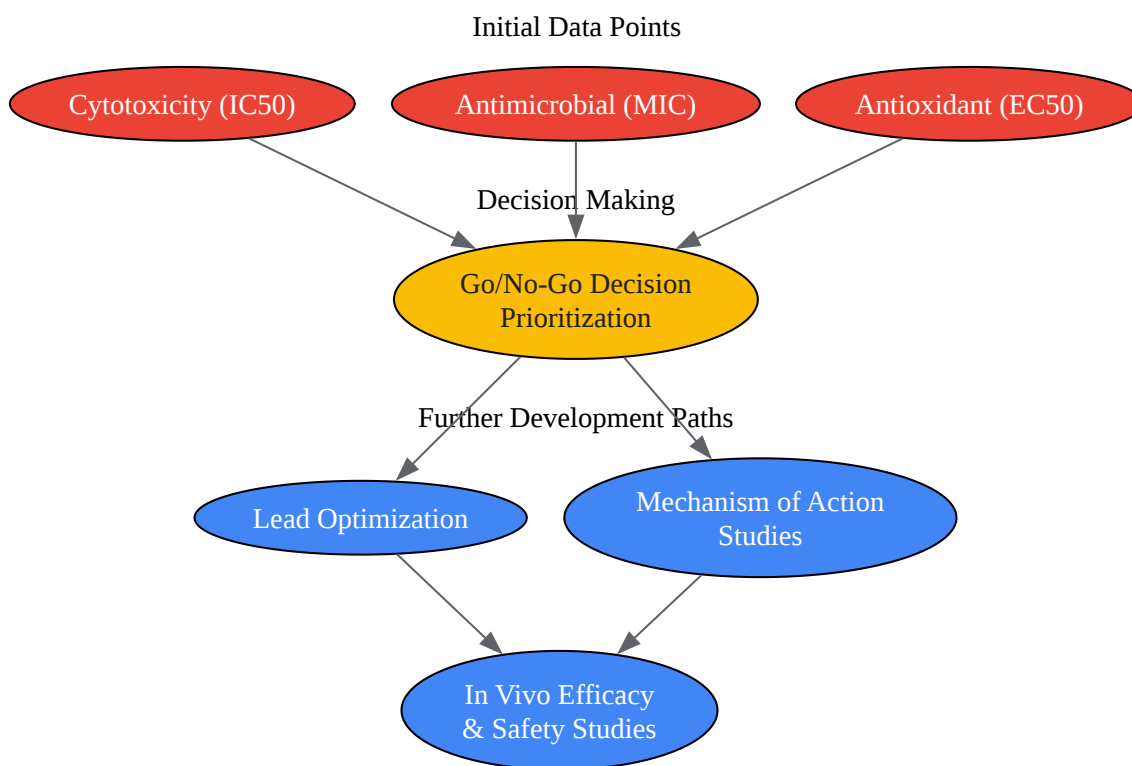 Initial Data Points
Cytotoxicity (IC50)
Antimicrobial (MIC)
Antioxidant (EC50)
Decision Making
Go/No-Go Decision
Prioritization
Further Development Paths
Lead Optimization
Mechanism of Action
Studies
In Vivo Efficacy
& Safety Studies